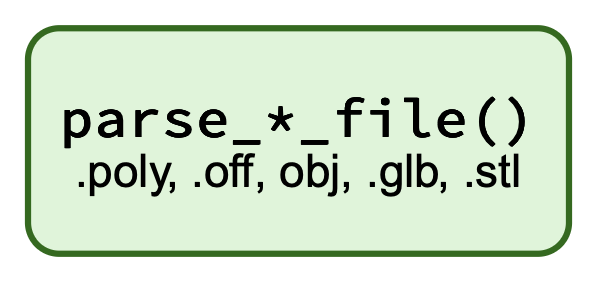 parse_*_file()
.poly, .off, obj, .glb, .stl